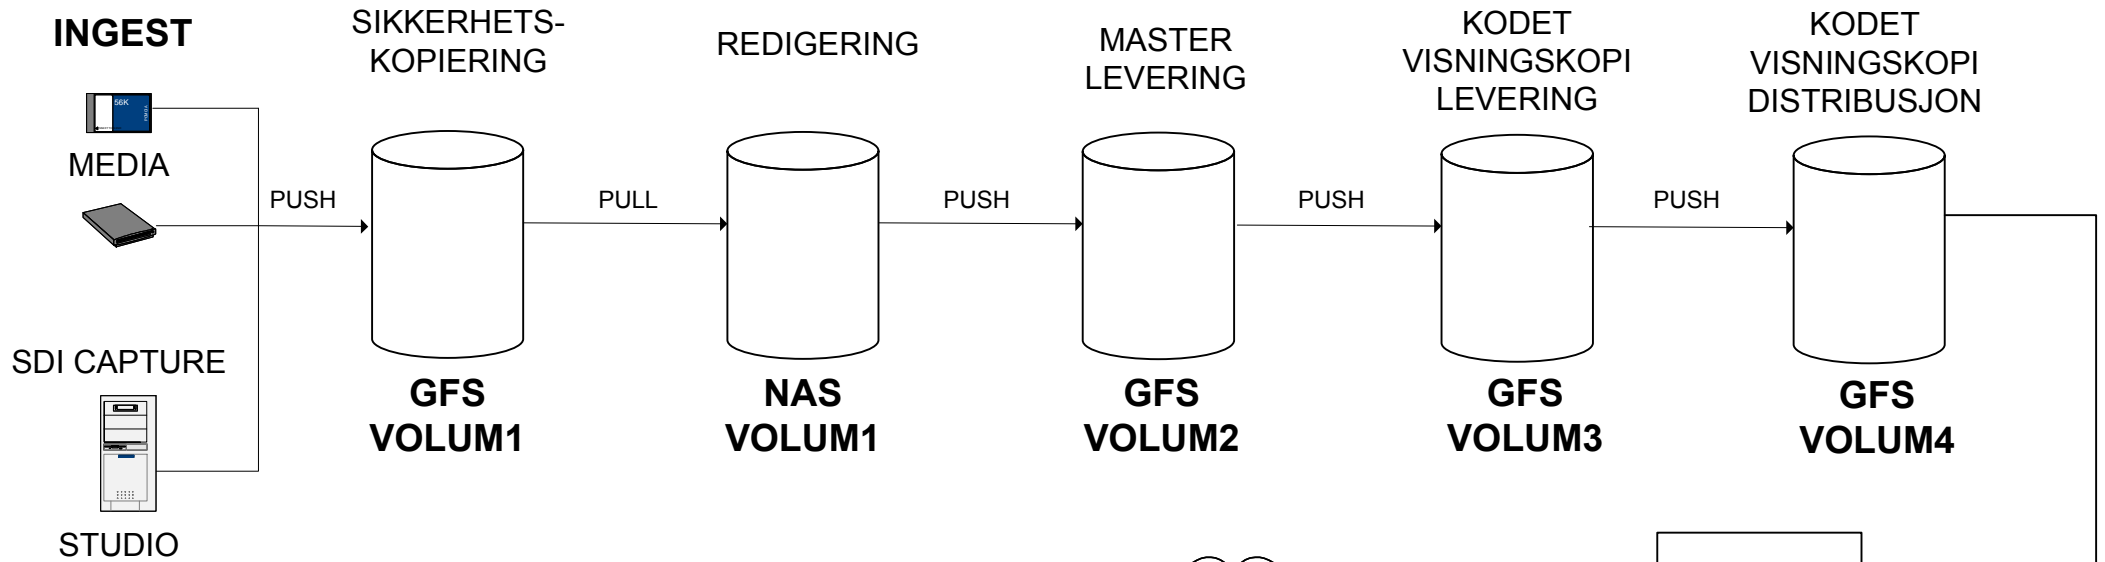 INGEST
SIKKERHETS-
KOPIERING
REDIGERING
MASTER
LEVERING
KODET
VISNINGSKOPI
LEVERING
KODET
VISNINGSKOPI
DISTRIBUSJON
56K
MEDIA
PUSH
PULL
PUSH
PUSH
PUSH
SDI CAPTURE
STUDIO
GFS
VOLUM1
NAS
VOLUM1
GFS
VOLUM2
GFS
VOLUM3
GFS
VOLUM4